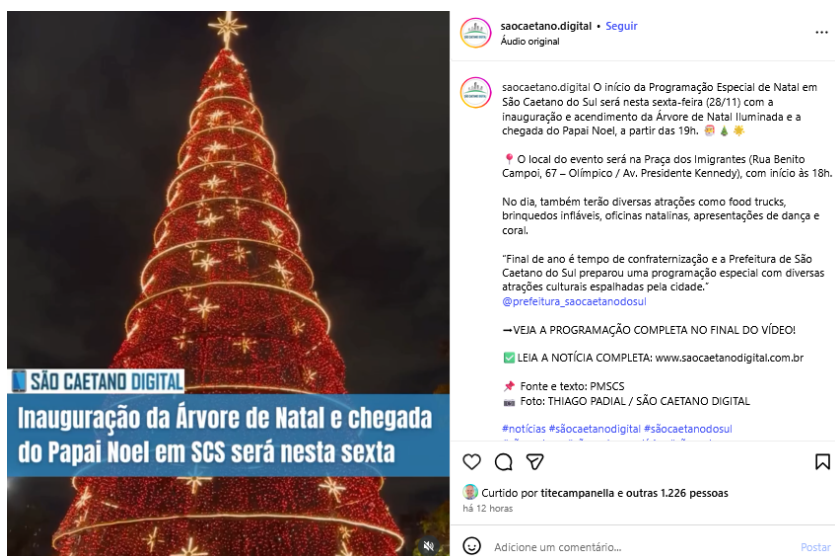 SÃO CAETANO DIGITAL
Inauguração da Árvore de Natal e chegada
do Papai Noel em SCS será nesta sexta
saocaetano.digital • Seguir
Áudio original
saocaetano.digital O início da Programação Especial de Natal em
São Caetano do Sul será nesta sexta-feira (28/11) com a
inauguração e acendimento da Árvore de Natal Iluminada e a
chegada do Papai Noel, a partir das 19h. 🎅🎄🌟
📍 O local do evento será na Praça dos Imigrantes (Rua Benito
Campoi, 67 – Olímpico / Av. Presidente Kennedy), com início às 18h.
No dia, também terão diversas atrações como food trucks,
brinquedos infláveis, oficinas natalinas, apresentações de dança e
coral.
“Final de ano é tempo de confraternização e a Prefeitura de São
Caetano do Sul preparou uma programação especial com diversas
atrações culturais espalhadas pela cidade.”
@prefeitura_saocaetanodosul
→VEJA A PROGRAMAÇÃO COMPLETA NO FINAL DO VÍDEO!
✅ LEIA A NOTÍCIA COMPLETA: www.saocaetanodigital.com.br
📌 Fonte e texto: PMSCS
📷 Foto: THIAGO PADIAL / SÃO CAETANO DIGITAL
#notícias #sãocaetanodigital #saocaetanodosul
Curtido por titecampanella e outras 1.226 pessoas
há 12 horas
Adicione um comentário...
Postar